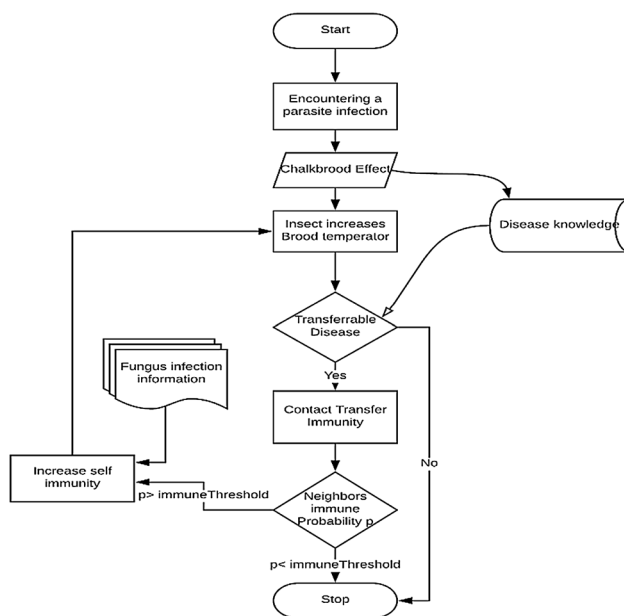 Start
Encountering a
parasite infection
Chalkbrood Effect
Insect increases
Brood temperator
Disease knowledge
Transferrable
Disease
Fungus infection
information
Yes
Contact Transfer
Immunity
No
Increase self
immunity
p> immuneThreshold
Neighbors
immune
Probability p
p< immuneThreshold
Stop